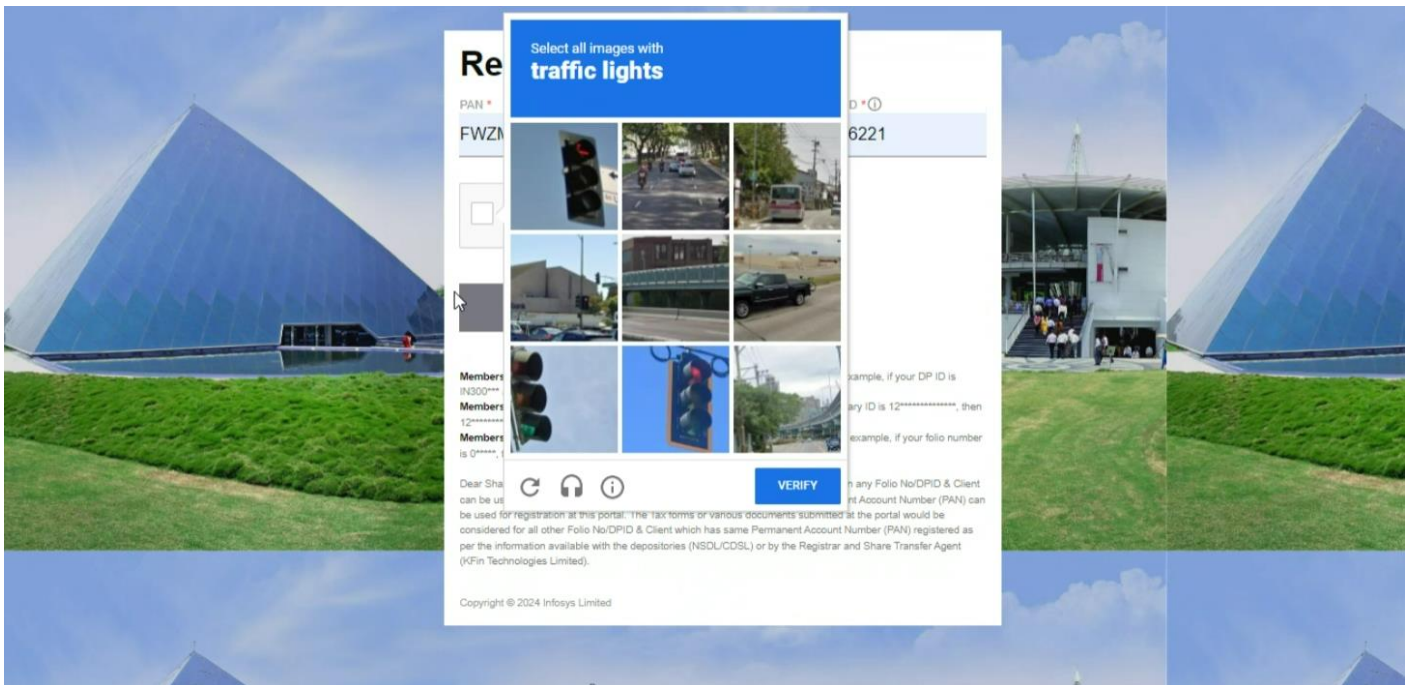 Re
PAN *
D *
FWZ
6221
Select all images with
traffic lights
VERIFY
Members
xample, if your DP ID is
IN300***
Members
ary ID is 12**************, then
12********
Members
example, if your folio number
is 0*****,
Dear Sha
n any Folio No/DPID & Client
can be us
nt Account Number (PAN) can
be used for registration at this portal. The Tax forms or various documents submitted at the portal would be
considered for all other Folio No/DPID & Client which has same Permanent Account Number (PAN) registered as
per the information available with the depositories (NSDL/CDSL) or by the Registrar and Share Transfer Agent
(KFin Technologies Limited).
Copyright © 2024 Infosys Limited